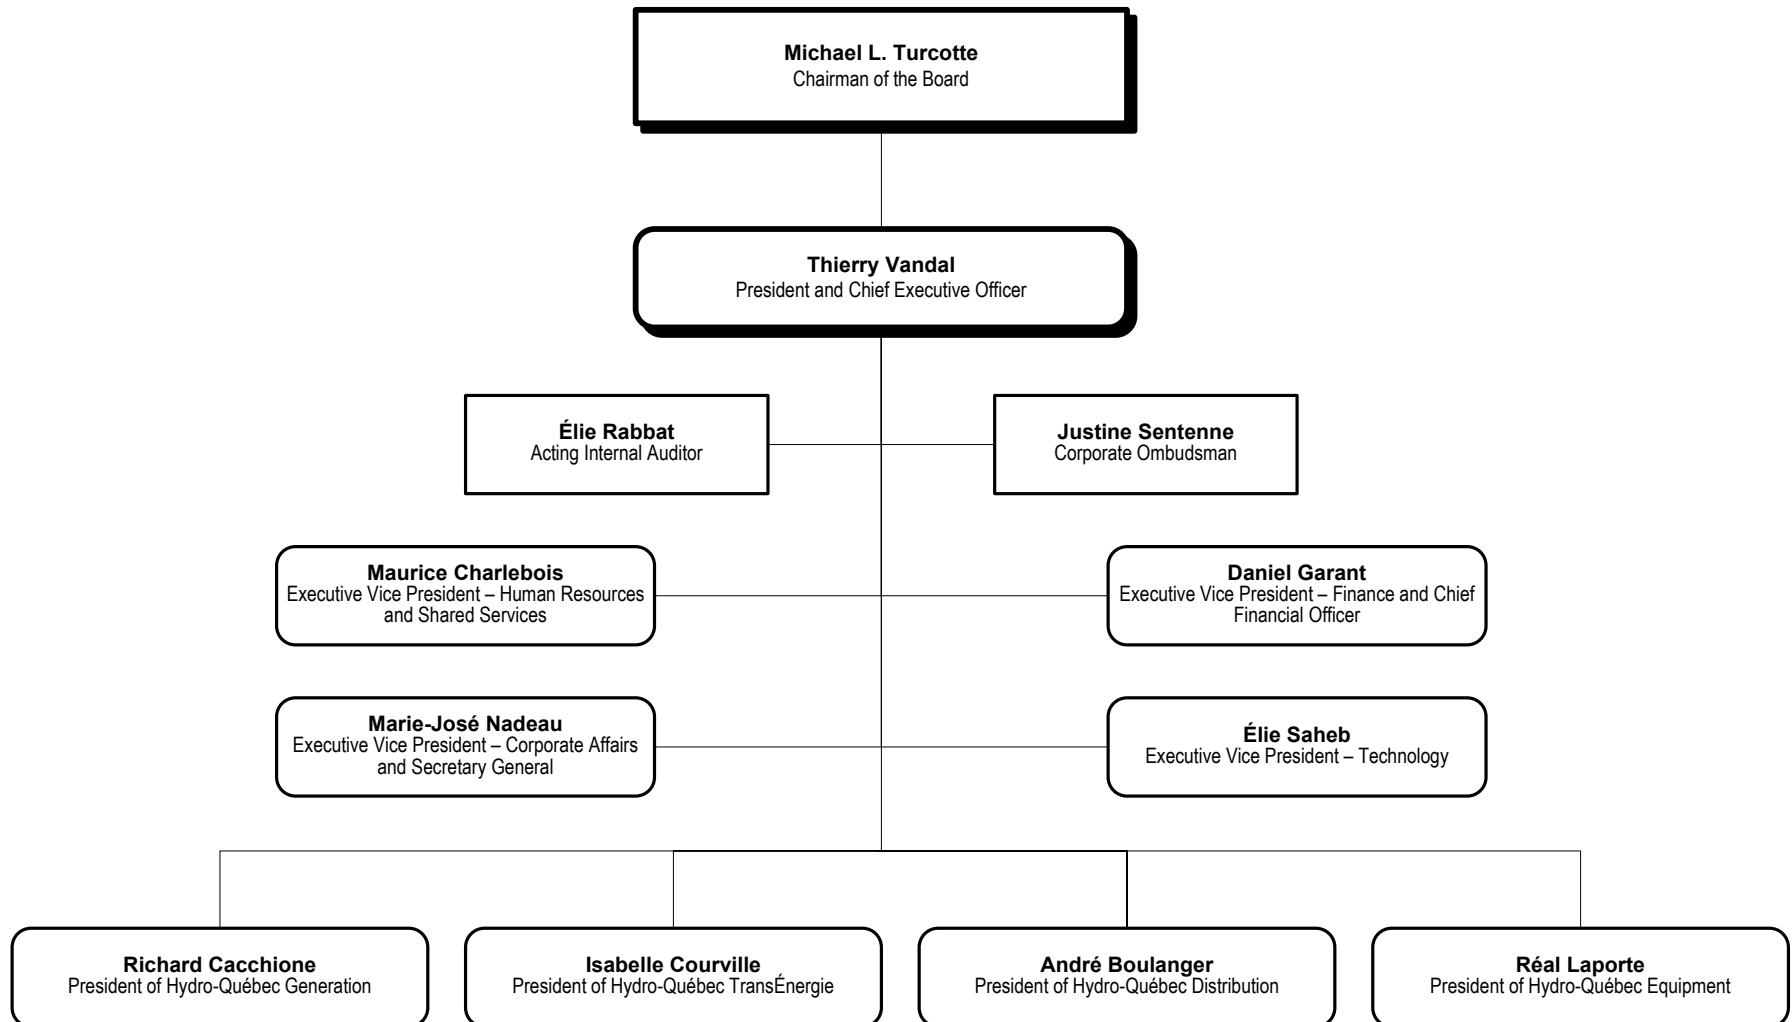 Michael L. Turcotte
Chairman of the Board
Thierry Vandal
President and Chief Executive Officer
Élie Rabbat
Acting Internal Auditor
Justine Sentenne
Corporate Ombudsman
Maurice Charlebois
Executive Vice President – Human Resources
and Shared Services
Daniel Garant
Executive Vice President – Finance and Chief
Financial Officer
Marie-José Nadeau
Executive Vice President – Corporate Affairs
and Secretary General
Élie Saheb
Executive Vice President – Technology
Richard Cacchione
President of Hydro-Québec Generation
Isabelle Courville
President of Hydro-Québec TransÉnergie
André Boulanger
President of Hydro-Québec Distribution
Réal Laporte
President of Hydro-Québec Equipment